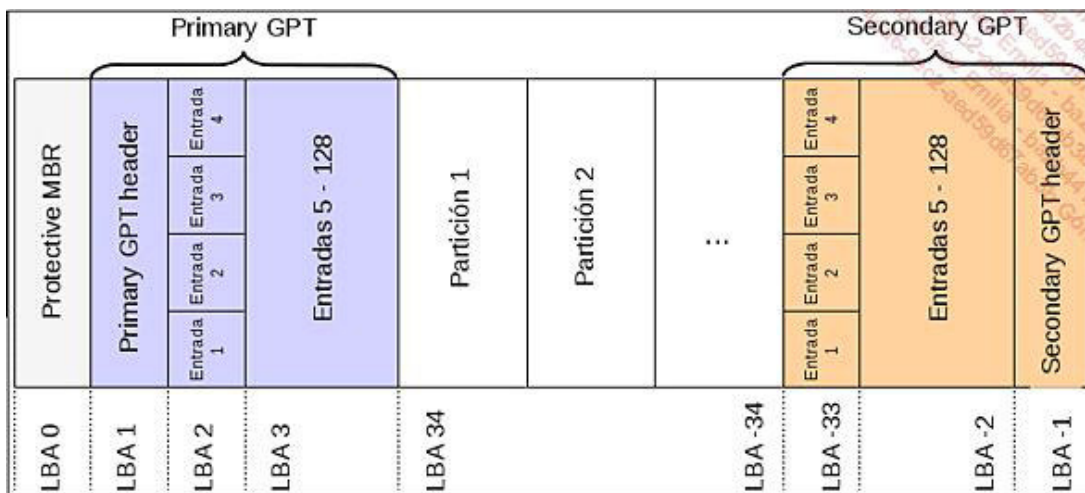 Primary GPT
Secondary GPT
Protective MBR
Primary GPT header
Entrada 1
Entrada 2
Entrada 3
Entrada 4
Entradas 5 - 128
Partición 1
Partición 2
...
Entrada 1
Entrada 2
Entrada 3
Entrada 4
Entradas 5 - 128
Secondary GPT header
LBA 0
LBA 1
LBA 2
LBA 3
LBA 34
LBA -34
LBA -33
LBA -2
LBA -1